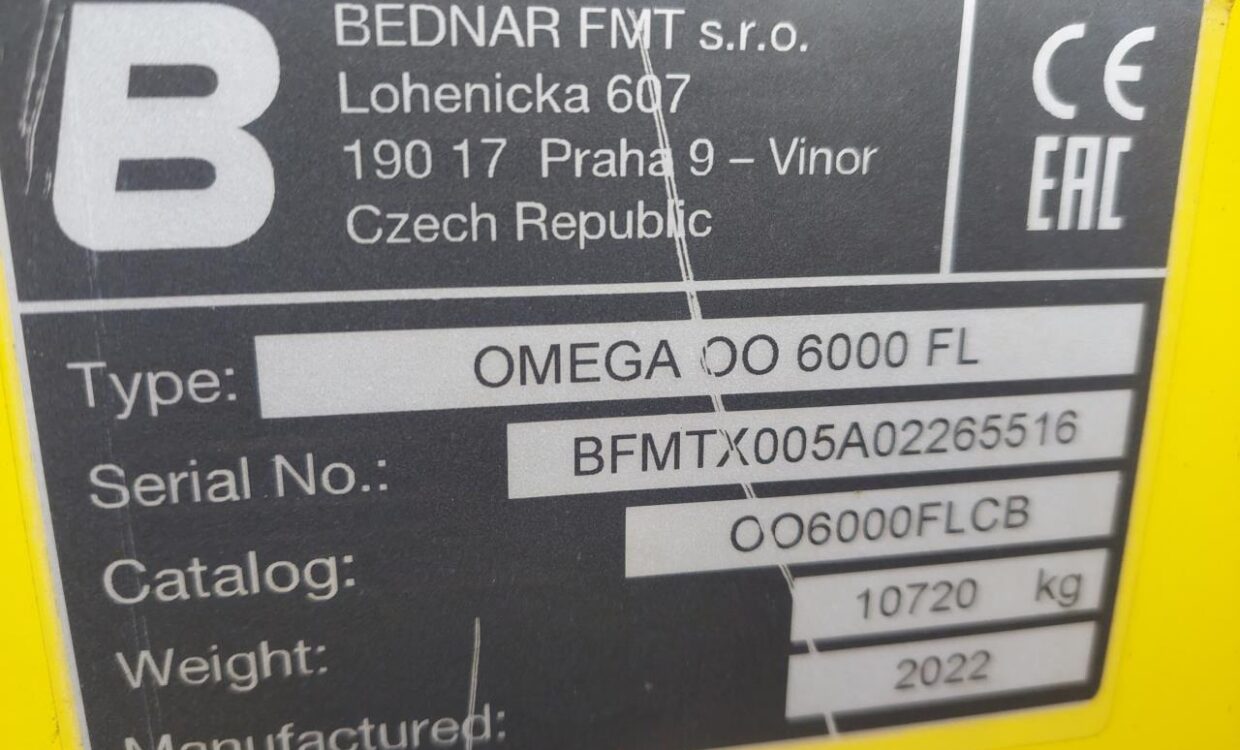 B
BEDNAR FMT s.r.o.
Lohenicka 607
190 17 Praha 9 – Vinor
Czech Republic
CE
EAC
Type: OMEGA OO 6000 FL
Serial No.: BFMTX005A02265516
Catalog: OO6000FLCB
Weight: 10720 kg
Manufactured: 2022